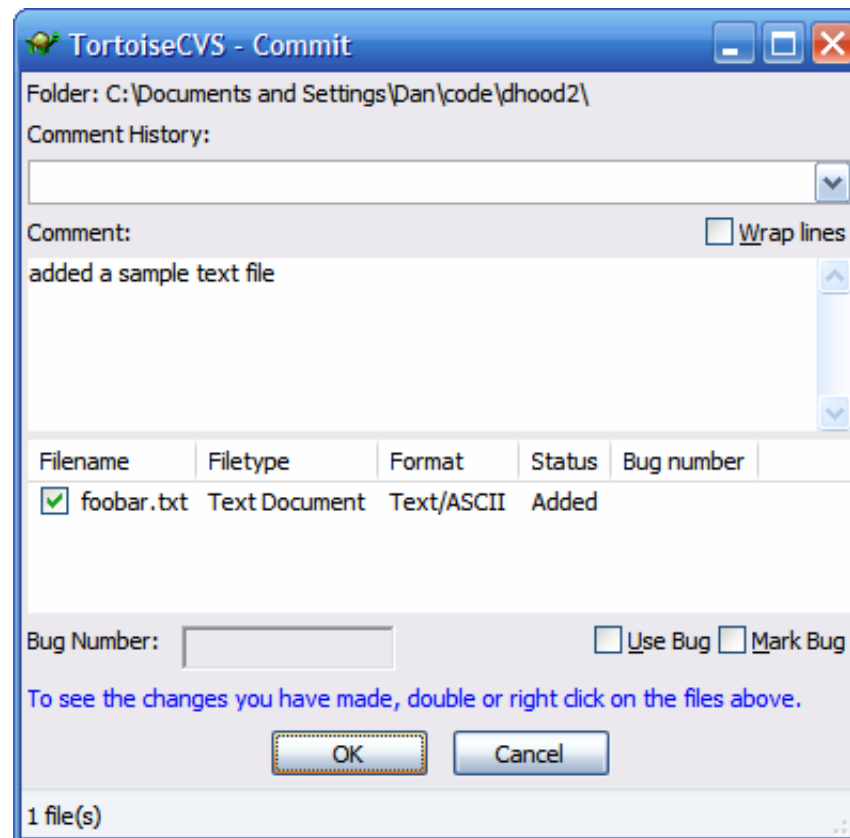 TortoiseCVS - Commit
Folder: C:\Documents and Settings\Dan\code\dhood2\
Comment History:
Comment: Wrap lines
added a sample text file
Filename Filetype Format Status Bug number
foobar.txt Text Document Text/ASCII Added
Bug Number: Use Bug Mark Bug
To see the changes you have made, double or right click on the files above.
OK Cancel
1 file(s)